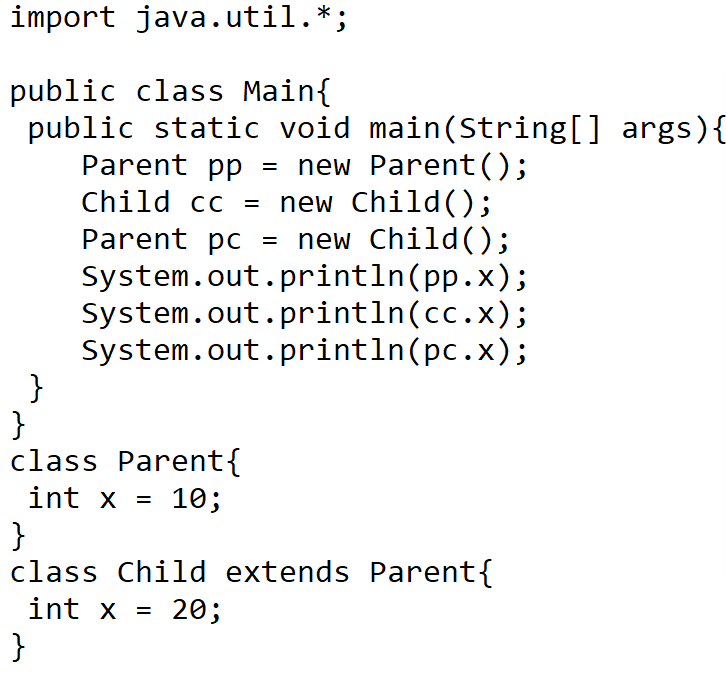 import java.util.*;

public class Main{
 public static void main(String[] args){
    Parent pp = new Parent();
    Child cc = new Child();
    Parent pc = new Child();
    System.out.println(pp.x);
    System.out.println(cc.x);
    System.out.println(pc.x);
 }
}
class Parent{
 int x = 10;
}
class Child extends Parent{
 int x = 20;
}